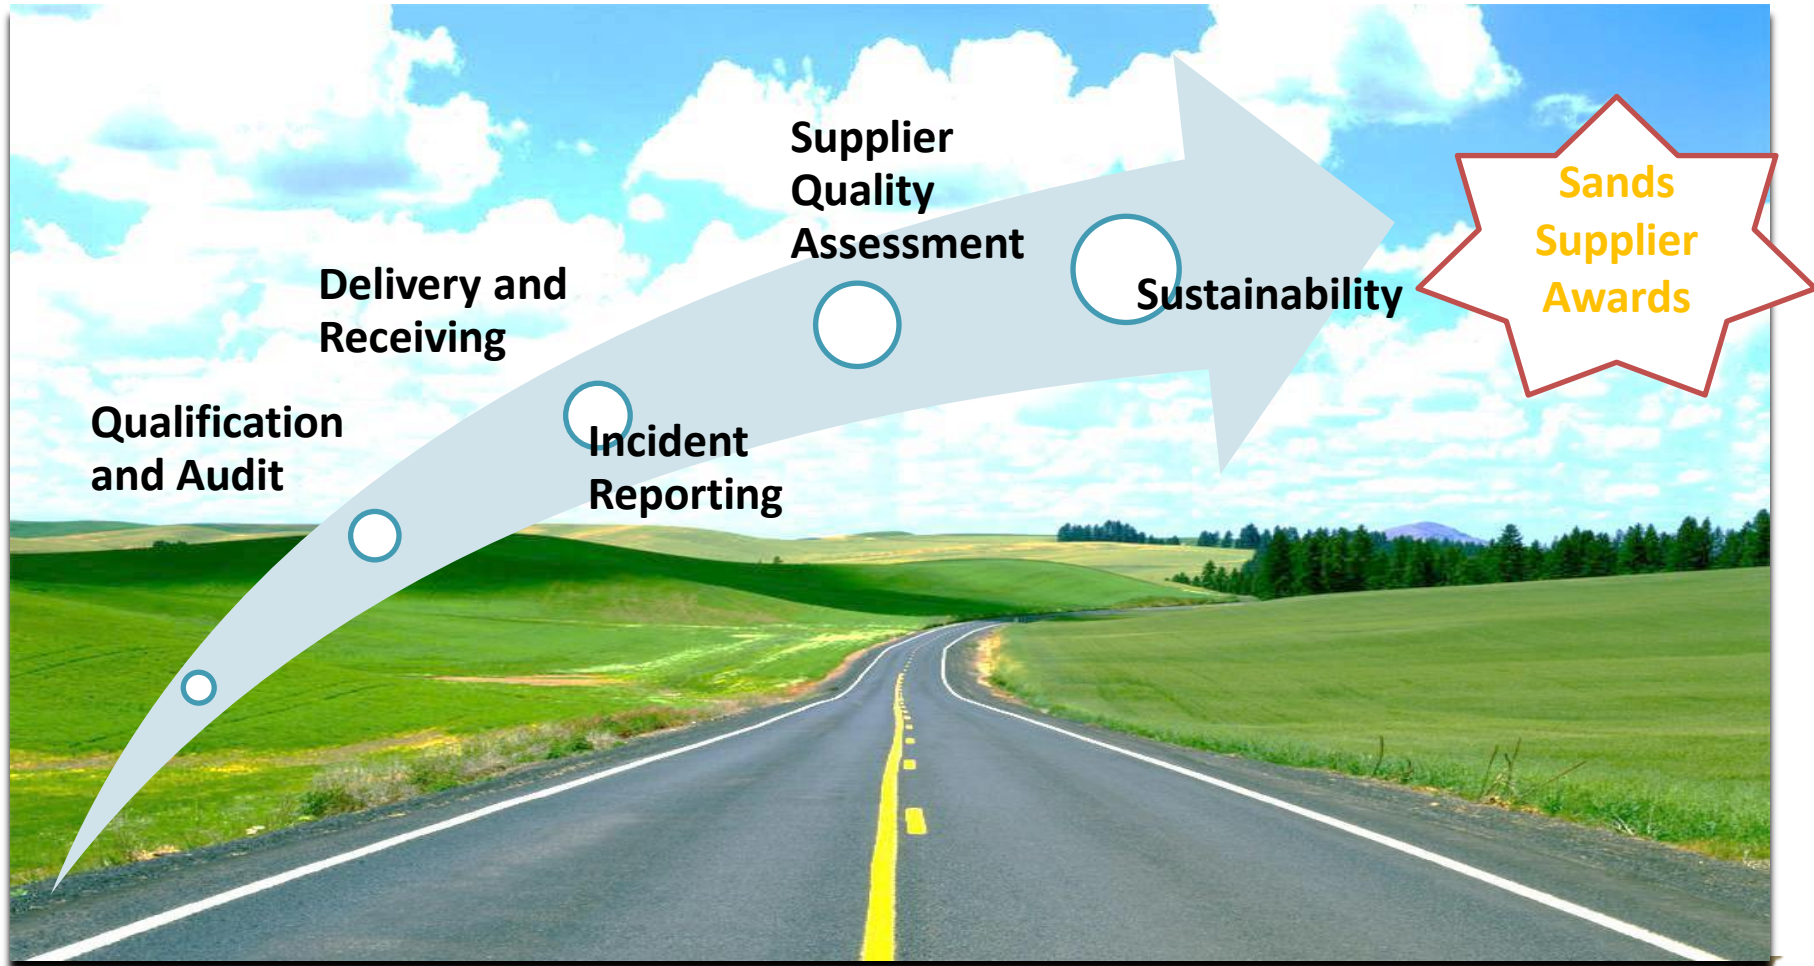 Qualification
and Audit
Delivery and
Receiving
Incident
Reporting
Supplier
Quality
Assessment
Sustainability
Sands
Supplier
Awards